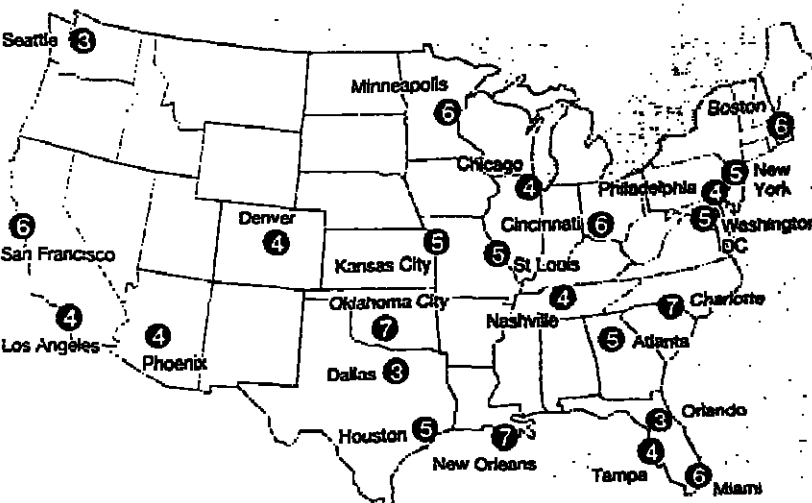 Seattle 3
Minneapolis
6
Boston
6
Chicago
4
5 New
York
Philadelphia 4
Denver
4
Cincinnati 6
5 Washington
DC
6
San Francisco
5
Kansas City
5
St Louis
Oklahoma City
7
4
Nashville
7 Charlotte
4
Los Angeles
4
Phoenix
5
Atlanta
Dallas 3
3 Orlando
Houston 5
7
New Orleans
4
Tampa
6 Miami